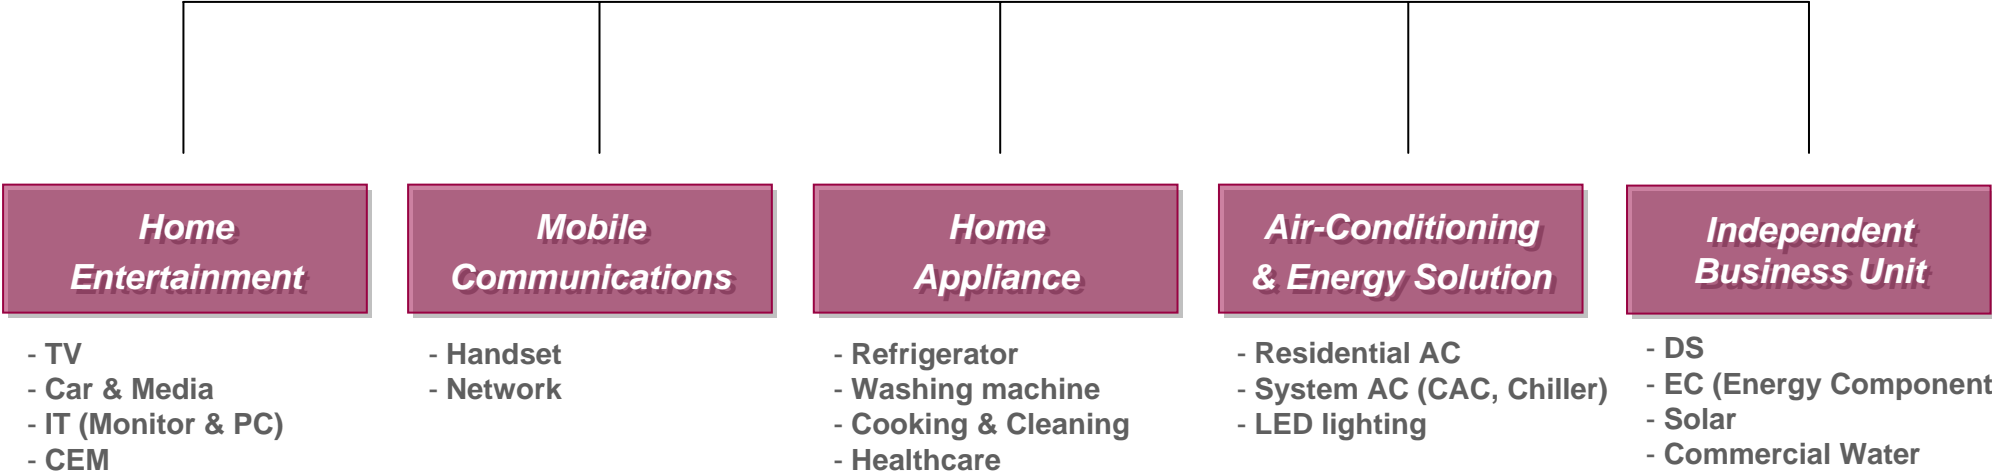 Home
Entertainment
- TV
- Car & Media
- IT (Monitor & PC)
- CEM
Mobile
Communications
- Handset
- Network
Home
Appliance
- Refrigerator
- Washing machine
- Cooking & Cleaning
- Healthcare
Air-Conditioning
& Energy Solution
- Residential AC
- System AC (CAC, Chiller)
- LED lighting
Independent
Business Unit
- DS
- EC (Energy Component
- Solar
- Commercial Water